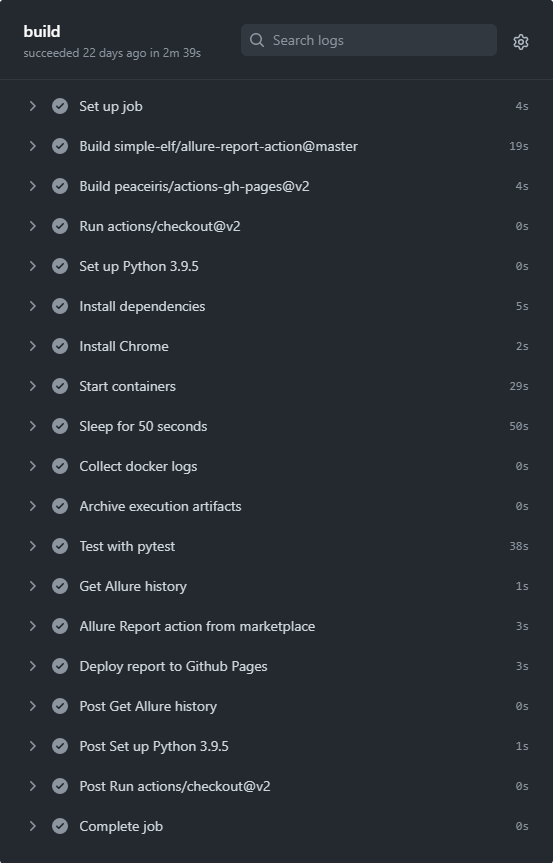 build
succeeded 22 days ago in 2m 39s
Search logs
Set up job 4s
Build simple-elf/allure-report-action@master 19s
Build peaceiris/actions-gh-pages@v2 4s
Run actions/checkout@v2 0s
Set up Python 3.9.5 0s
Install dependencies 5s
Install Chrome 2s
Start containers 29s
Sleep for 50 seconds 50s
Collect docker logs 0s
Archive execution artifacts 0s
Test with pytest 38s
Get Allure history 1s
Allure Report action from marketplace 3s
Deploy report to Github Pages 3s
Post Get Allure history 0s
Post Set up Python 3.9.5 1s
Post Run actions/checkout@v2 0s
Complete job 0s